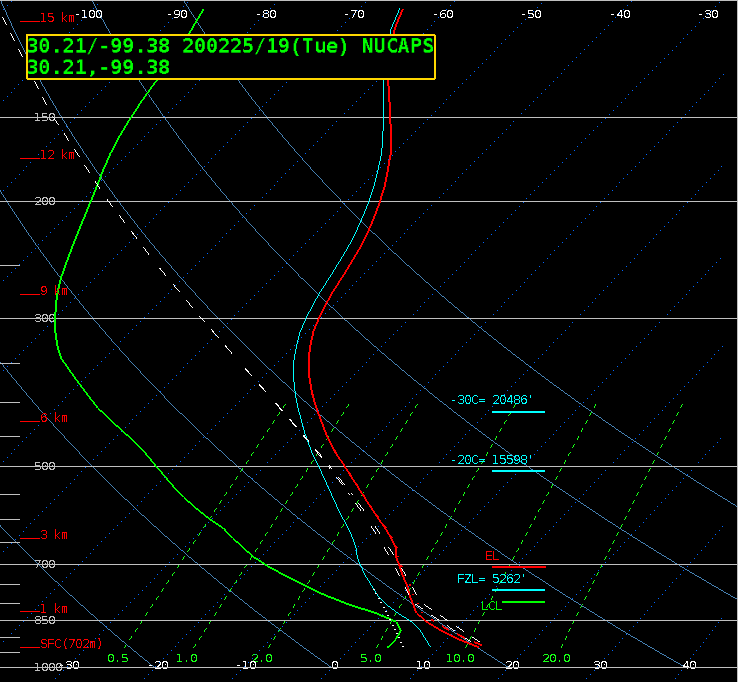 -100 -90 -80 -70 -60 -50 -40 -30
15 km
30.21/-99.38 200225/19(Tue) NUCAPS
30.21,-99.38
150
12 km
200
9 km
300
-30C= 20486'
6 km
-20C= 15598'
500
3 km
EL
700
FZL= 5262'
LCL
1 km
850
SFC(702m)
0.5 1.0 2.0 5.0 10.0 20.0
1000 -30 -20 -10 0 10 20 30 40